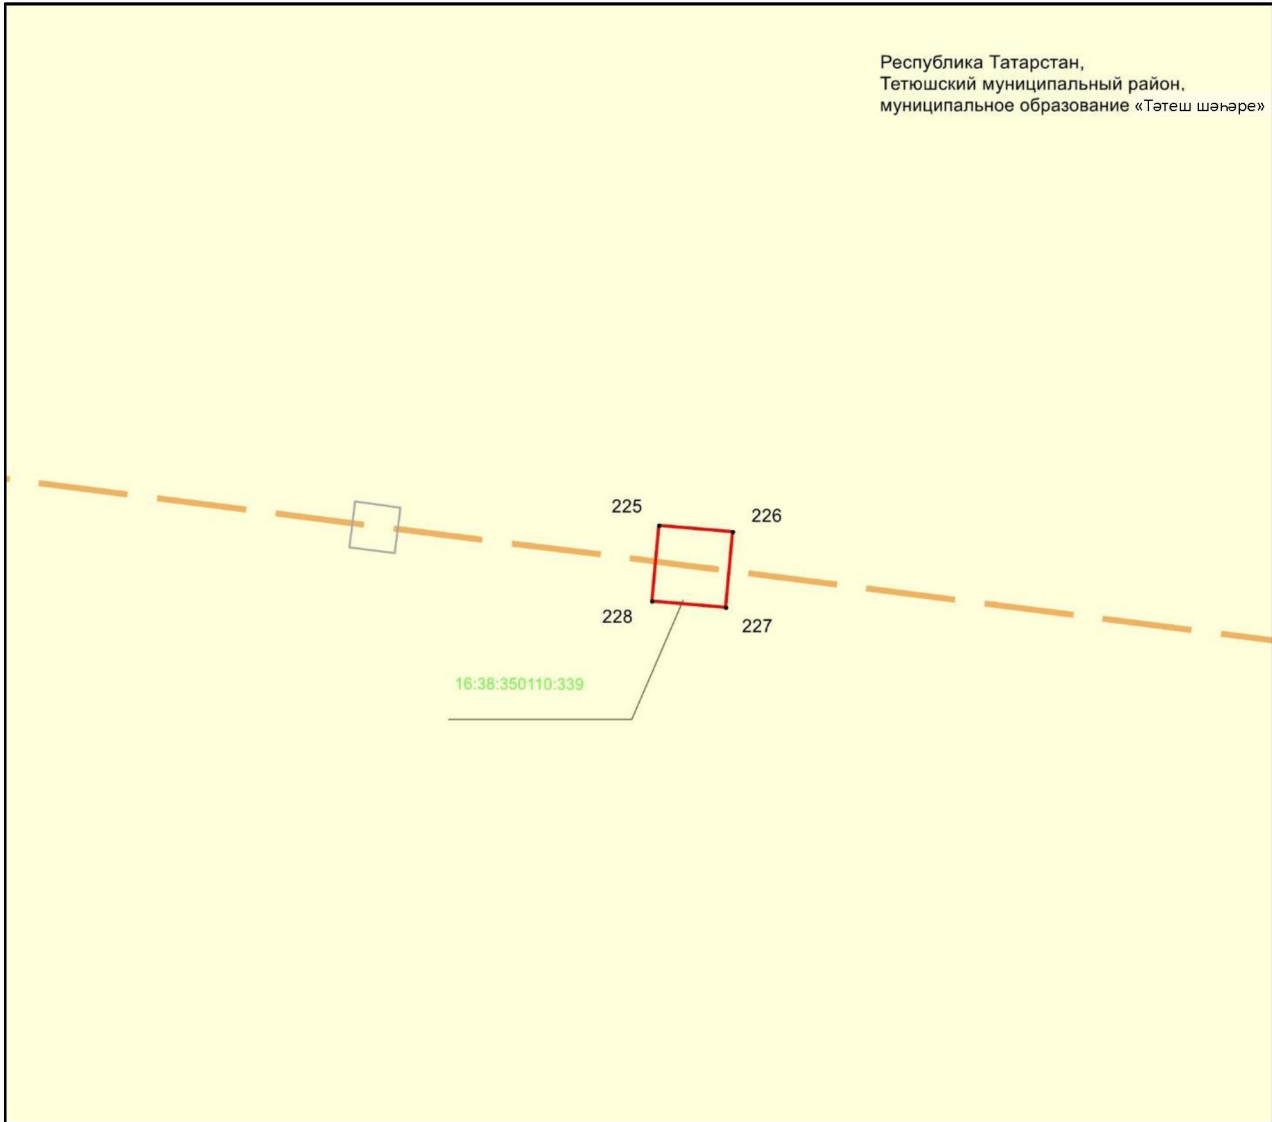 Республика Татарстан,
Тетюшский муниципальный район,
муниципальное образование «Тәтеш шәһәре»
225
226
228
227
16:38:350110:339